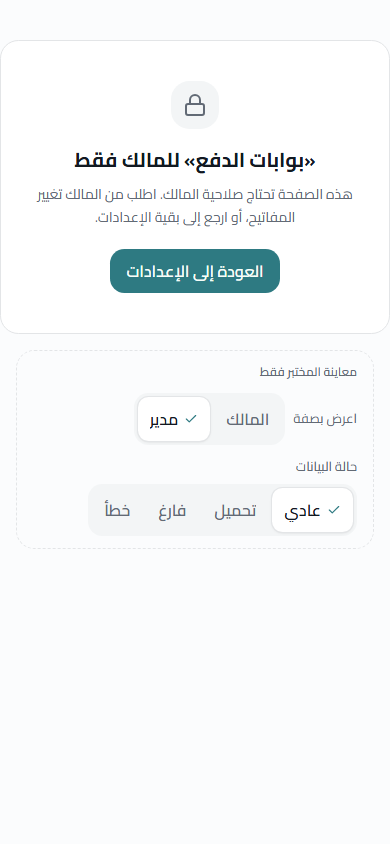 «بوابات الدفع» للمالك فقط
هذه الصفحة تحتاج صلاحية المالك. اطلب من المالك تغيير
المفاتيح، أو ارجع إلى بقية الإعدادات.
العودة إلى الإعدادات
معاينة المختبر فقط
اعرض بصفة المالك مدير
حالة البيانات
عادي تحميل فارغ خطأ